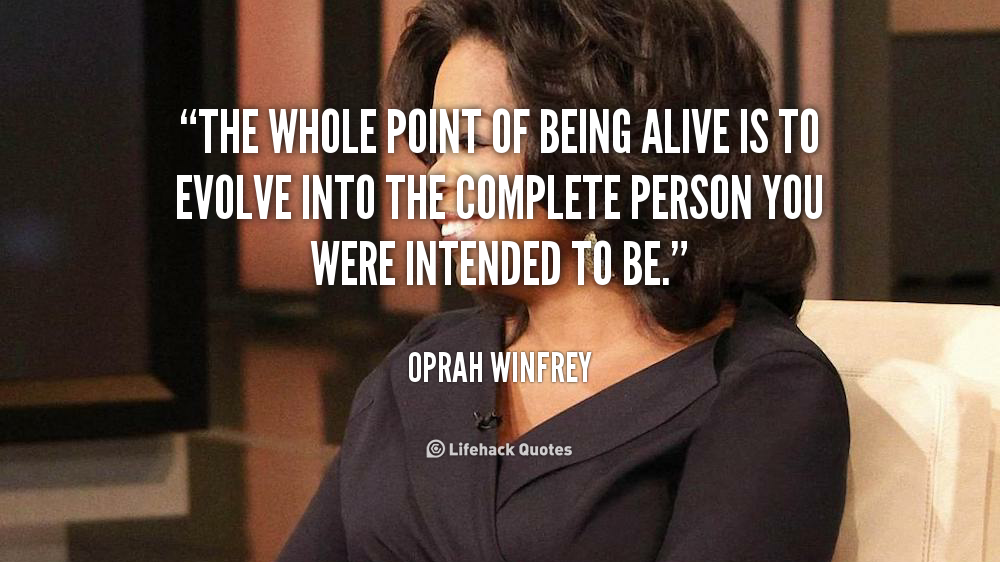 “THE WHOLE POINT OF BEING ALIVE IS TO
EVOLVE INTO THE COMPLETE PERSON YOU
WERE INTENDED TO BE.”
OPRAH WINFREY
Lifehack Quotes